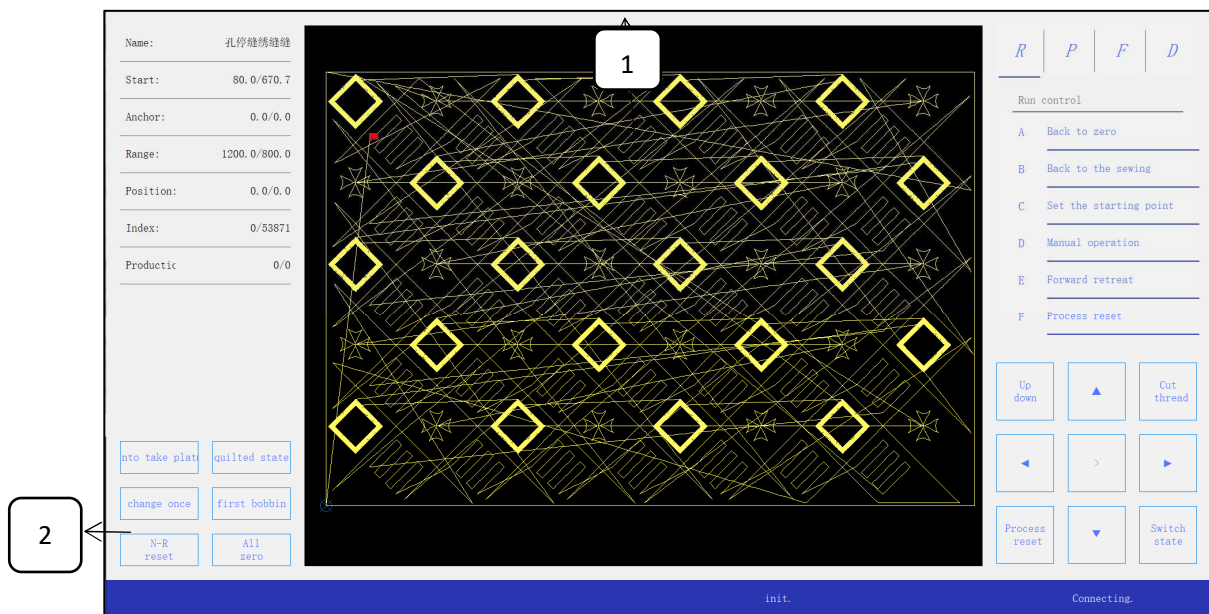 1
Name: 孔停缝绣缝缝
Start: 80.0/670.7
Anchor: 0.0/0.0
Range: 1200.0/800.0
Position: 0.0/0.0
Index: 0/53871
Productic 0/0
nto take plat
quilted state
change once
first bobbin
N-R
reset
All
zero
2
R P F D
Run control
A Back to zero
B Back to the sewing
C Set the starting point
D Manual operation
E Forward retreat
F Process reset
Up
down
▲
Cut
thread
◄
>
►
Process
reset
▼
Switch
state
init.
Connecting.